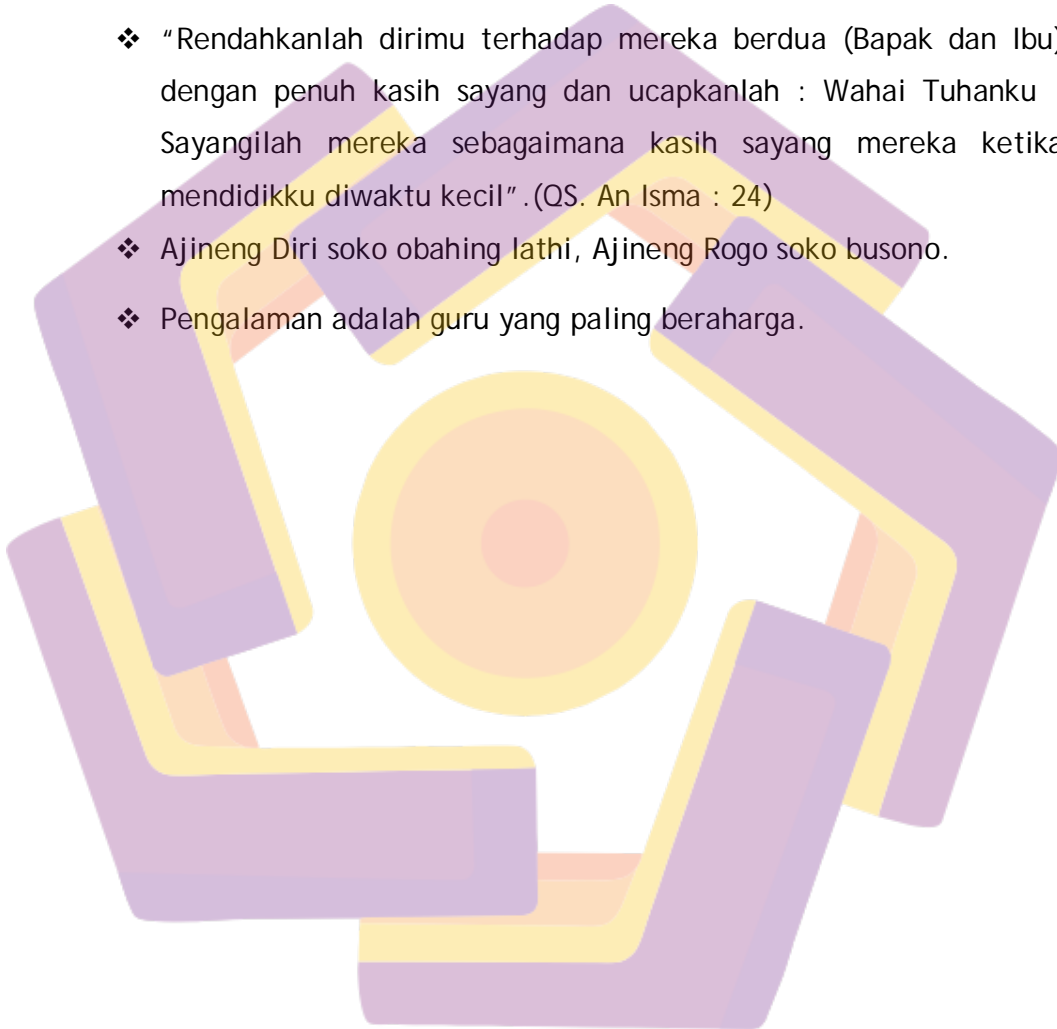 ❖ “Rendahkanlah dirimu terhadap mereka berdua (Bapak dan Ibu)
dengan penuh kasih sayang dan ucapkanlah : Wahai Tuhanku
Sayangilah mereka sebagaimana kasih sayang mereka ketika
mendidikku diwaktu kecil”.(QS. An Isma : 24)
❖ Ajineng Diri soko obahing lathi, Ajineng Rogo soko busono.
❖ Pengalaman adalah guru yang paling beraharga.